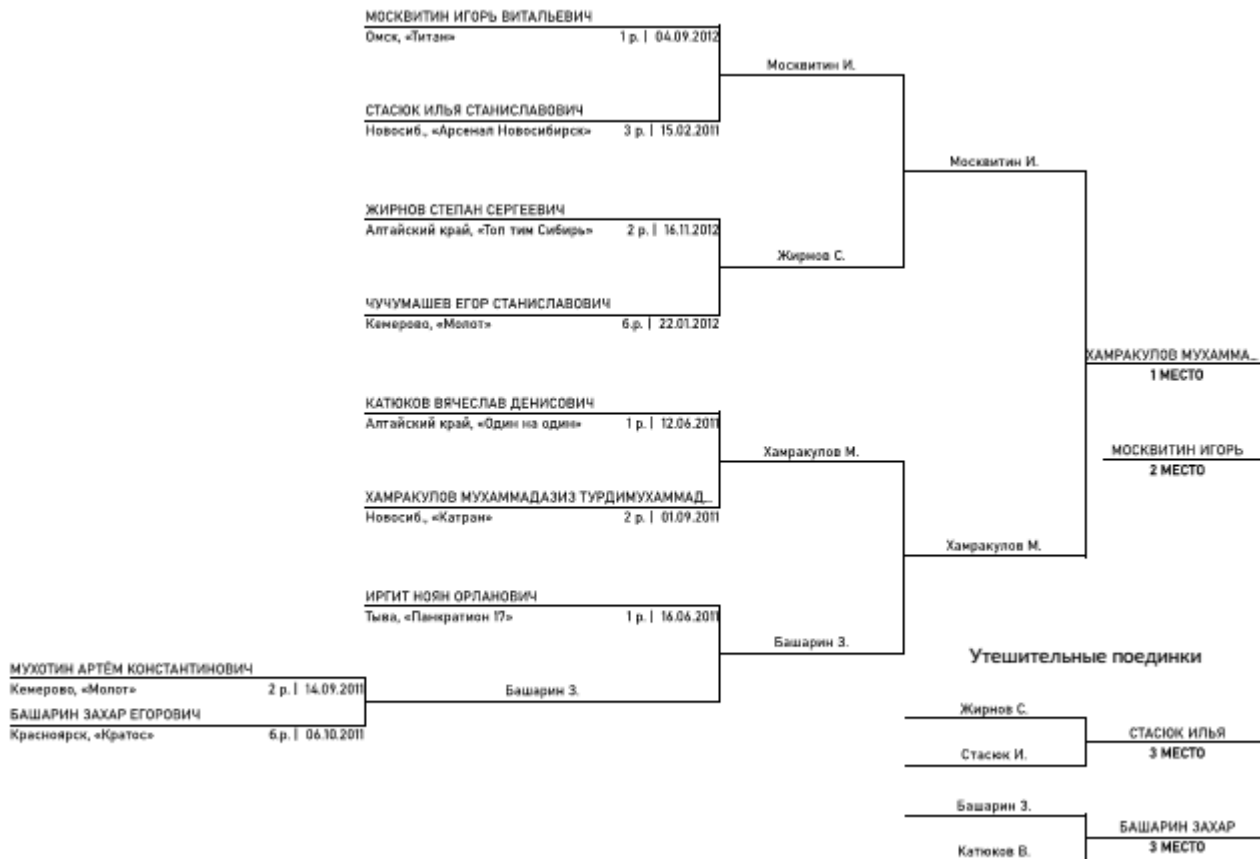 МОСКВИТИН ИГОРЬ ВИТАЛЬЕВИЧ
Омск, «Титан» 1 р. | 04.09.2012
Москвитин И.
СТАСЮК ИЛЬЯ СТАНИСЛАВОВИЧ
Новосиб., «Арсенал Новосибирск» 3 р. | 15.02.2011
Москвитин И.
ЖИРНОВ СТЕПАН СЕРГЕЕВИЧ
Алтайский край, «Топ тим Сибирь» 2 р. | 16.11.2012
Жирнов С.
ЧУЧУМАШЕВ ЕГОР СТАНИСЛАВОВИЧ
Кемерово, «Молот» б.р. | 22.01.2012
ХАМРАКУЛОВ МУХАММА...
1 МЕСТО
КАТЮКОВ ВЯЧЕСЛАВ ДЕНИСОВИЧ
Алтайский край, «Один на один» 1 р. | 12.06.2011
Хамракулов М.
МОСКВИТИН ИГОРЬ
2 МЕСТО
ХАМРАКУЛОВ МУХАММАДАЗИЗ ТУРДИМУХАММАД...
Новосиб., «Катран» 2 р. | 01.09.2011
Хамракулов М.
ИРГИТ НОЯН ОРЛАНОВИЧ
Тыва, «Панкратион 17» 1 р. | 16.06.2011
Башарин З.
Утешительные поединки
МУХОТИН АРТЁМ КОНСТАНТИНОВИЧ
Кемерово, «Молот» 2 р. | 14.09.2011
Башарин З.
БАШАРИН ЗАХАР ЕГОРОВИЧ
Красноярск, «Кратос» б.р. | 06.10.2011
Жирнов С.
СТАСЮК ИЛЬЯ
3 МЕСТО
Стасюк И.
Башарин З.
БАШАРИН ЗАХАР
3 МЕСТО
Катюков В.